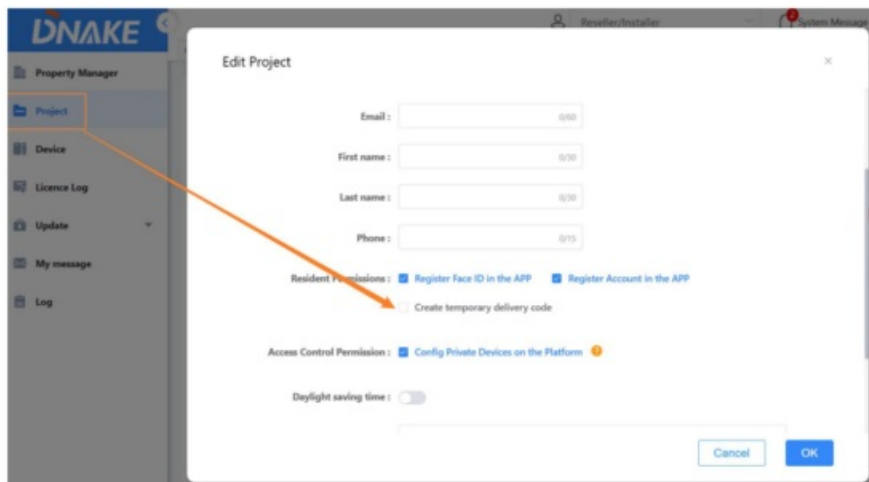 DNAKE
Reseller/Installer
2
System Message
Property Manager
Project
Device
Licence Log
Update
My message
Log
Edit Project
Email :
0/60
First name :
0/30
Last name :
0/30
Phone :
0/15
Resident Permissions : Register Face ID in the APP Register Account in the APP
Create temporary delivery code
Access Control Permission : Config Private Devices on the Platform ?
Daylight saving time :
Cancel OK